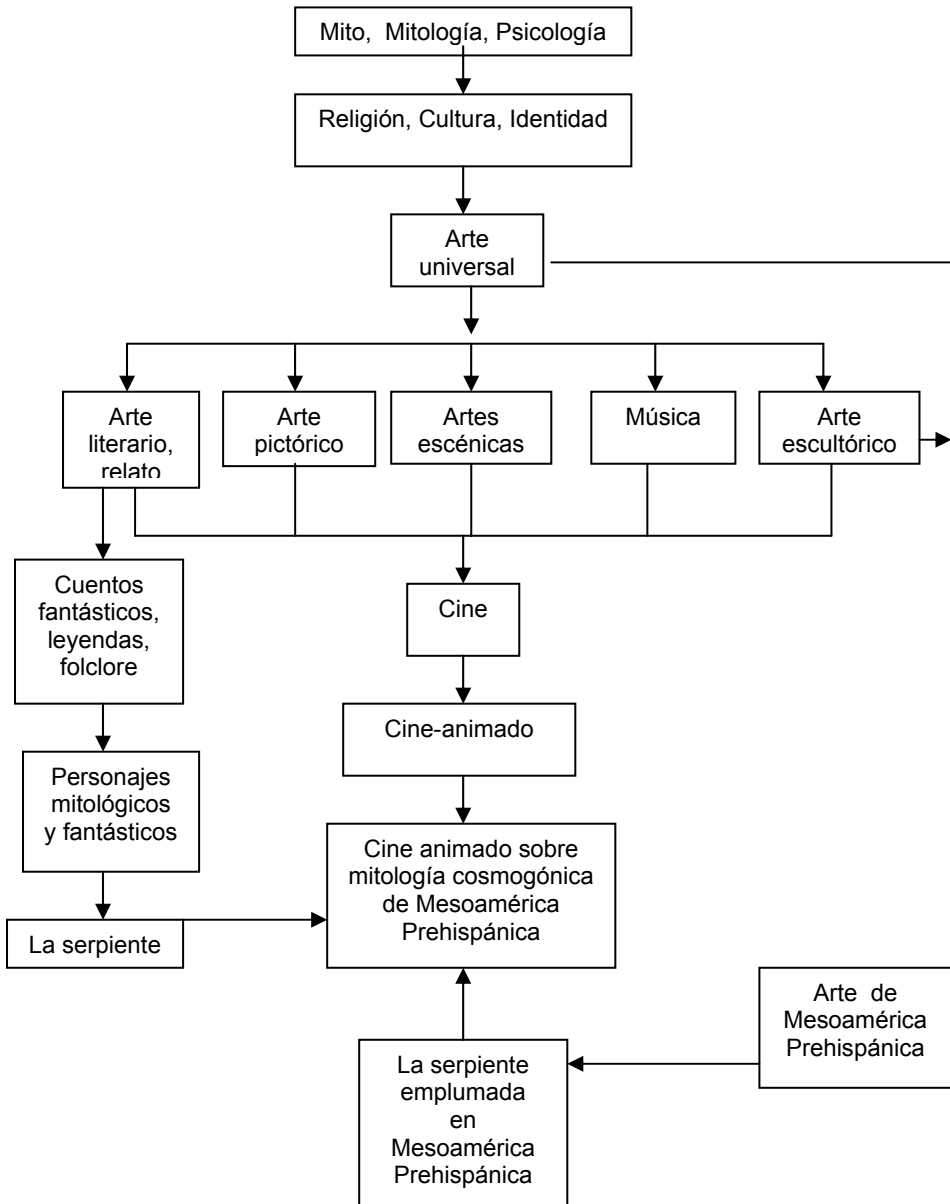 Mito, Mitología, Psicología
Religión, Cultura, Identidad
Arte
universal
Arte
literario,
relato
Arte
pictórico
Artes
escénicas
Música
Arte
escultórico
Cuentos
fantásticos,
leyendas,
folclore
Cine
Cine-animado
Personajes
mitológicos
y fantásticos
Cine animado sobre
mitología cosmogónica
de Mesoamérica
Prehispánica
La serpiente
Arte de
Mesoamérica
Prehispánica
La serpiente
emplumada
en
Mesoamérica
Prehispánica